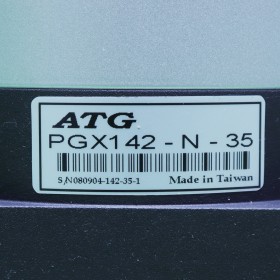 ATG
PGX142 - N - 35
S/N080904-142-35-1 Made in Taiwan